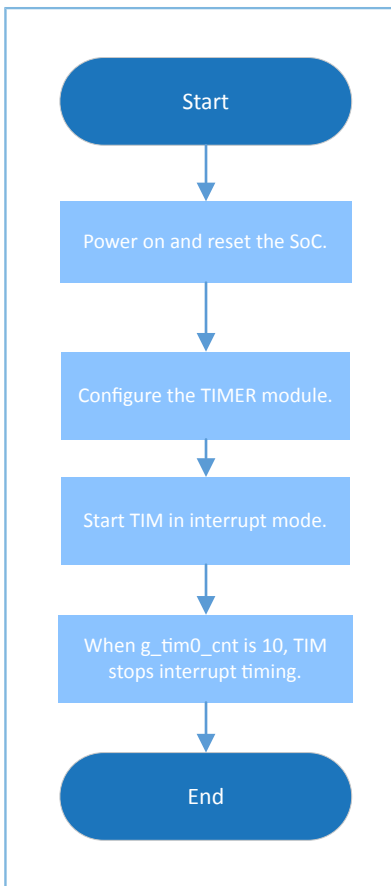 Start
Power on and reset the SoC.
Configure the TIMER module.
Start TIM in interrupt mode.
When g_tim0_cnt is 10, TIM
stops interrupt timing.
End